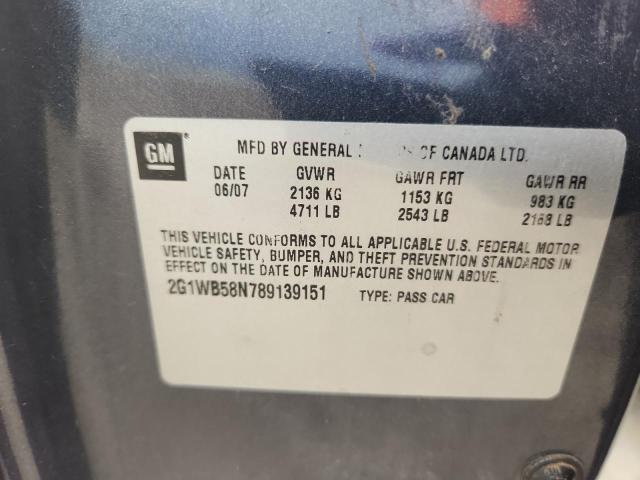 GM® MFD BY GENERAL OF CANADA LTD.
DATE GVWR GAWR FRT GAWR RR
06/07 2136 KG 1153 KG 983 KG
4711 LB 2543 LB 2168 LB
THIS VEHICLE CONFORMS TO ALL APPLICABLE U.S. FEDERAL MOTOR
VEHICLE SAFETY, BUMPER, AND THEFT PREVENTION STANDARDS IN
EFFECT ON THE DATE OF MANUFACTURE SHOWN ABOVE.
2G1WB58N789139151 TYPE: PASS CAR